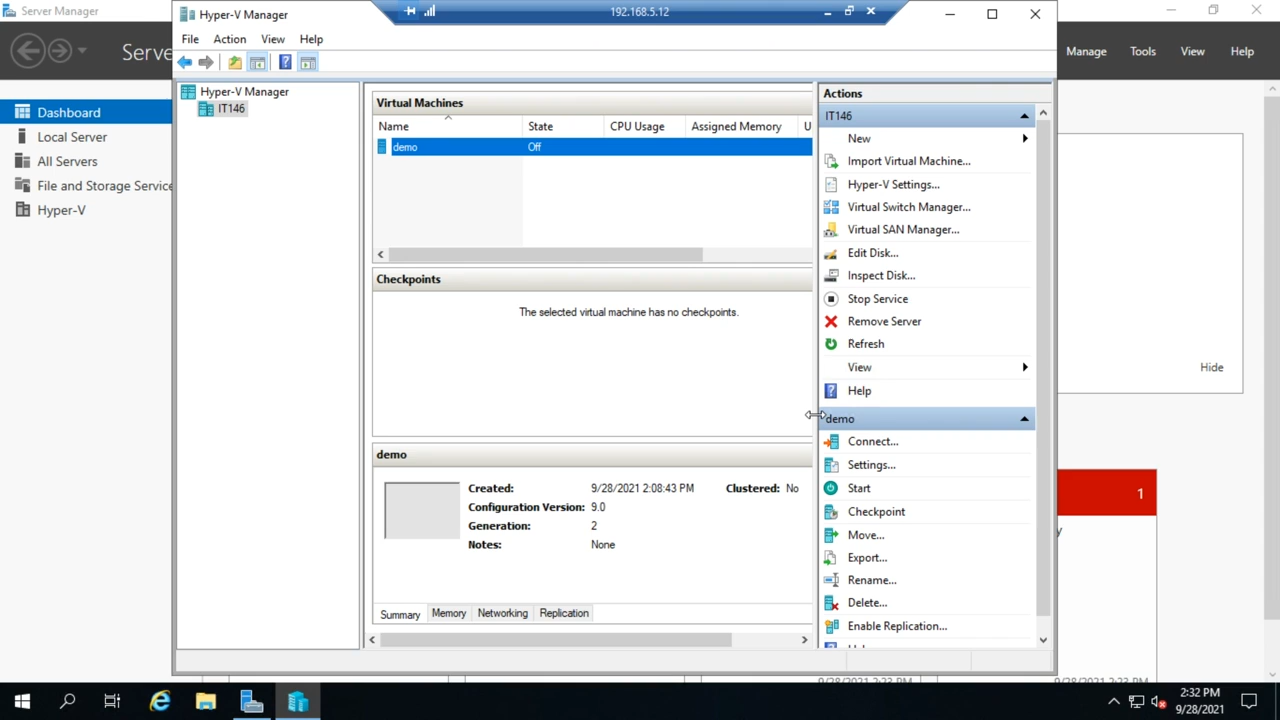 Server Manager
Hyper-V Manager
192.168.5.12
Serve
Manage
Tools
View
Help
File
Action
View
Help
Dashboard
Local Server
All Servers
File and Storage Service
Hyper-V
Hyper-V Manager
IT146
Virtual Machines
Name
State
CPU Usage
Assigned Memory
U
demo
Off
Checkpoints
The selected virtual machine has no checkpoints.
demo
Created:
9/28/2021 2:08:43 PM
Clustered: No
Configuration Version: 9.0
Generation: 2
Notes: None
Summary
Memory
Networking
Replication
Actions
IT146
New
Import Virtual Machine...
Hyper-V Settings...
Virtual Switch Manager...
Virtual SAN Manager...
Edit Disk...
Inspect Disk...
Stop Service
Remove Server
Refresh
View
Help
demo
Connect...
Settings...
Start
Checkpoint
Move...
Export...
Rename...
Delete...
Enable Replication...
Hide
1
y
2:32 PM
9/28/2021